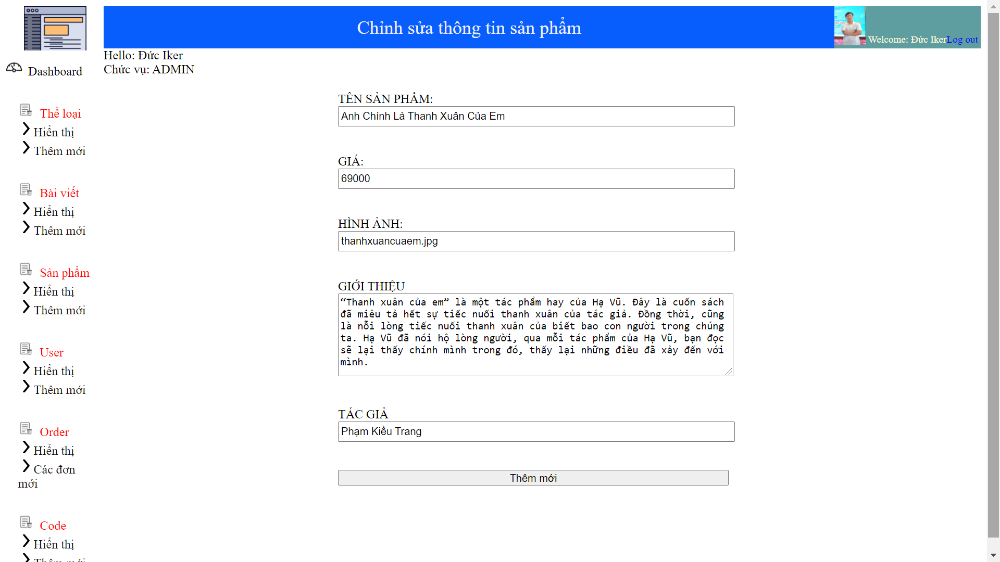 Chỉnh sửa thông tin sản phẩm
Welcome: Đức IkerLog out
Hello: Đức Iker
Chức vụ: ADMIN
Dashboard
Thể loại
Hiển thị
Thêm mới
Bài viết
Hiển thị
Thêm mới
Sản phẩm
Hiển thị
Thêm mới
User
Hiển thị
Thêm mới
Order
Hiển thị
Các đơn
mới
Code
Hiển thị
Thêm mới
TÊN SẢN PHẨM:
Anh Chính Là Thanh Xuân Của Em
GIÁ:
69000
HÌNH ẢNH:
thanhxuancuaem.jpg
GIỚI THIỆU
“Thanh xuân của em” là một tác phẩm hay của Hạ Vũ. Đây là cuốn sách
đã miêu tả hết sự tiếc nuối thanh xuân của tác giả. Đồng thời, cũng
là nỗi lòng tiếc nuối thanh xuân của biết bao con người trong chúng
ta. Hạ Vũ đã nói hộ lòng người, qua mỗi tác phẩm của Hạ Vũ, bạn đọc
sẽ lại thấy chính mình trong đó, thấy lại những điều đã xảy đến với
mình.
TÁC GIẢ
Phạm Kiều Trang
Thêm mới